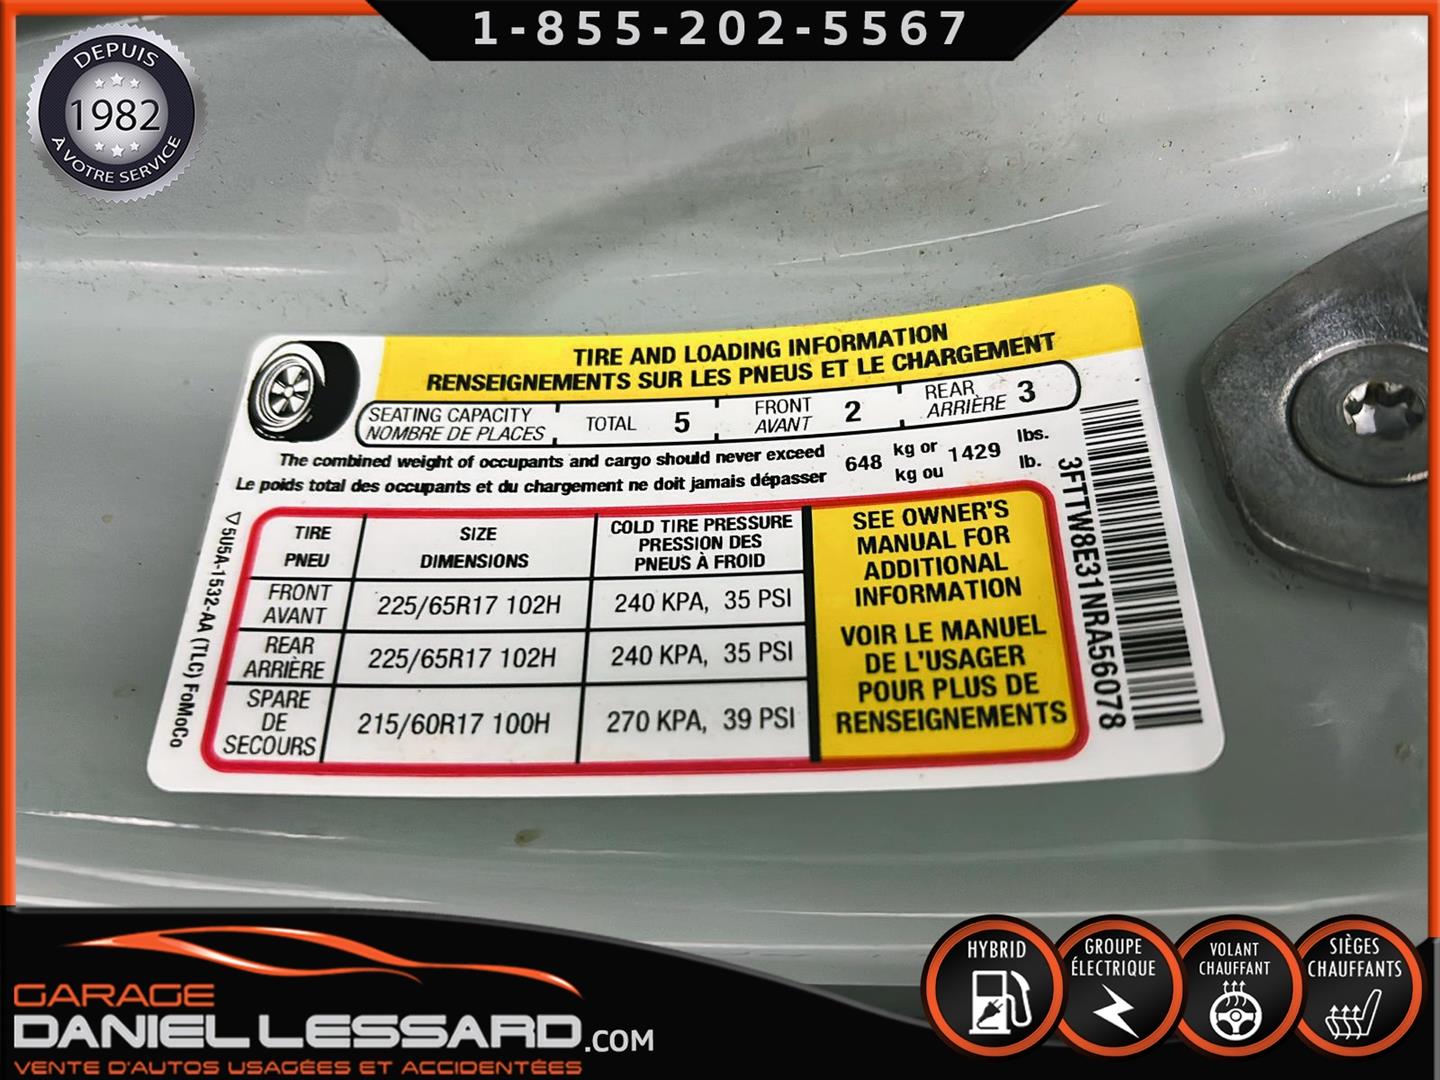 1-855-202-5567
DEPUIS
1982
À VOTRE SERVICE
TIRE AND LOADING INFORMATION
RENSEIGNEMENTS SUR LES PNEUS ET LE CHARGEMENT
SEATING CAPACITY
NOMBRE DE PLACES
TOTAL 5
FRONT
AVANT
2
REAR
ARRIÈRE
3
The combined weight of occupants and cargo should never exceed
Le poids total des occupants et du chargement ne doit jamais dépasser
648 kg or 1429 lbs.
kg ou lb.
TIRE
PNEU
SIZE
DIMENSIONS
COLD TIRE PRESSURE
PRESSION DES
PNEUS À FROID
FRONT
AVANT
225/65R17 102H
240 KPA, 35 PSI
REAR
ARRIÈRE
225/65R17 102H
240 KPA, 35 PSI
SPARE
DE
SECOURS
215/60R17 100H
270 KPA, 39 PSI
SEE OWNER'S
MANUAL FOR
ADDITIONAL
INFORMATION
VOIR LE MANUEL
DE L'USAGER
POUR PLUS DE
RENSEIGNEMENTS
5U5A-1532-AA (TLC) FoMoCo
3FTTW8E31NRA56078
GARAGE
DANIEL LESSARD.COM
VENTE D'AUTOS USAGÉES ET ACCIDENTÉES
HYBRID
GROUPE
ÉLECTRIQUE
VOLANT
CHAUFFANT
SIÈGES
CHAUFFANTS